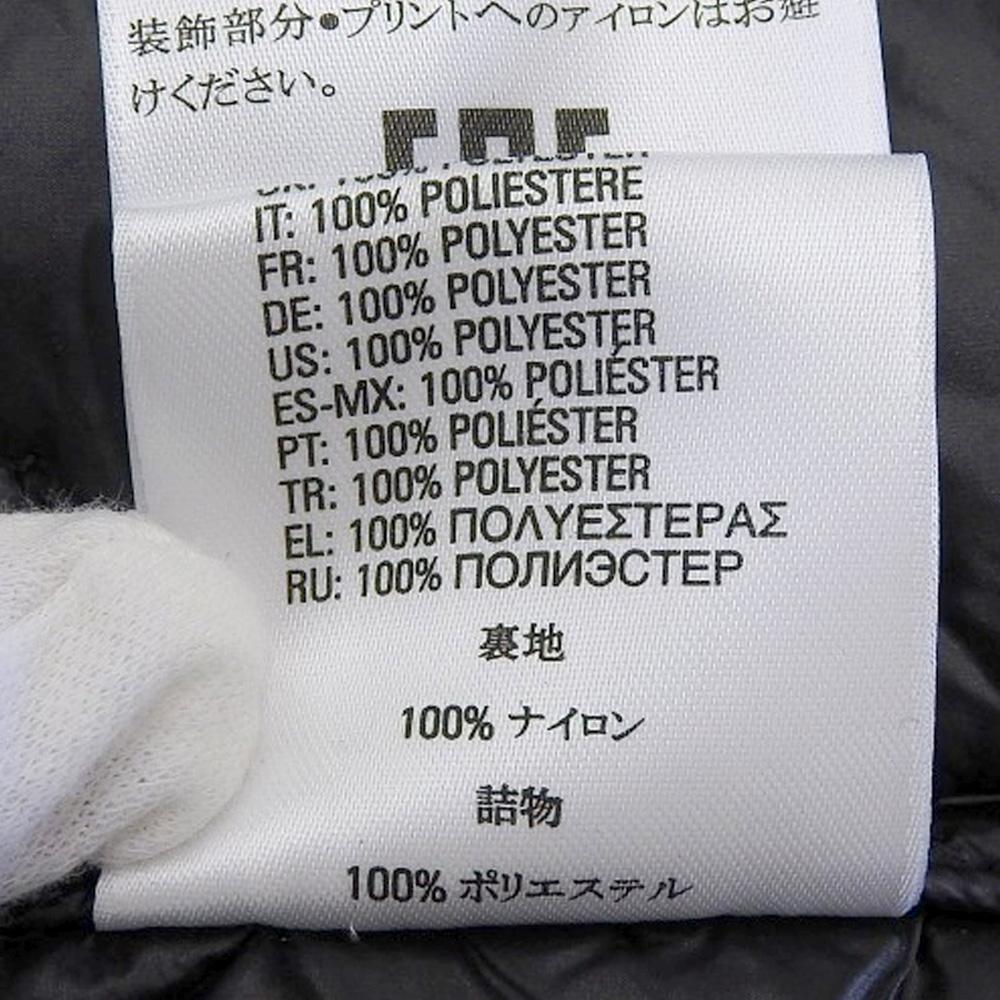 装飾部分●プリントへのアイロンはお避
けください。
IT: 100% POLIESTERE
FR: 100% POLYESTER
DE: 100% POLYESTER
US: 100% POLYESTER
ES-MX: 100% POLIÉSTER
PT: 100% POLIÉSTER
TR: 100% POLYESTER
EL: 100% ΠΟΛΥΕΣΤΕΡΑΣ
RU: 100% ПОЛИЭСТЕР
裏地
100% ナイロン
詰物
100% ポリエステル